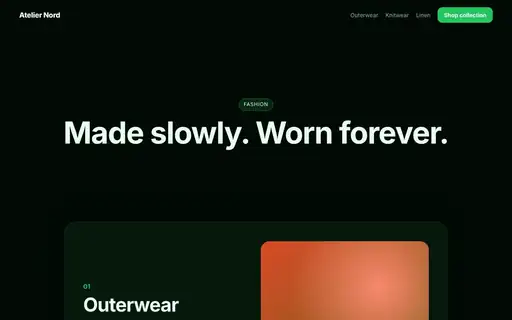 Atelier Nord
Outerwear Knitwear Linen Shop collection
FASHION
Made slowly. Worn forever.
01
Outerwear